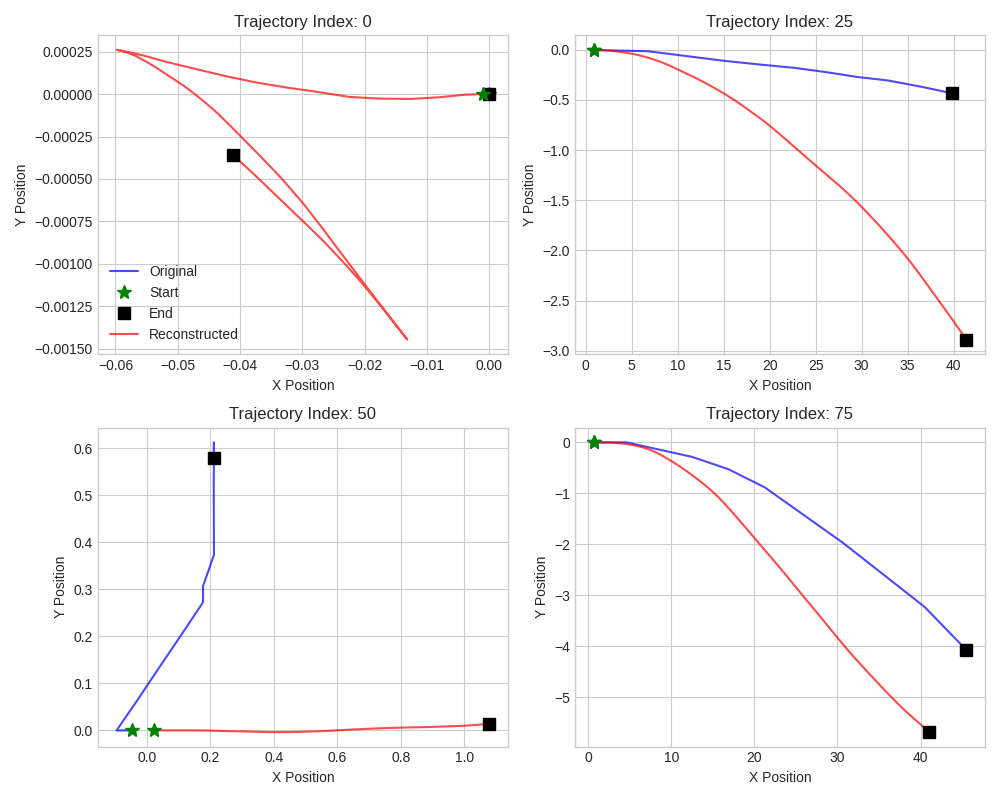 Trajectory Index: 0
0.00025
0.00000
−0.00025
−0.00050
−0.00075
−0.00100
−0.00125
−0.00150
Y Position
Original
Start
End
Reconstructed
−0.06 −0.05 −0.04 −0.03 −0.02 −0.01 0.00
X Position
Trajectory Index: 25
0.0
−0.5
−1.0
−1.5
−2.0
−2.5
−3.0
Y Position
0 5 10 15 20 25 30 35 40
X Position
Trajectory Index: 50
0.6
0.5
0.4
0.3
0.2
0.1
0.0
Y Position
0.0 0.2 0.4 0.6 0.8 1.0
X Position
Trajectory Index: 75
0
−1
−2
−3
−4
−5
Y Position
0 10 20 30 40
X Position